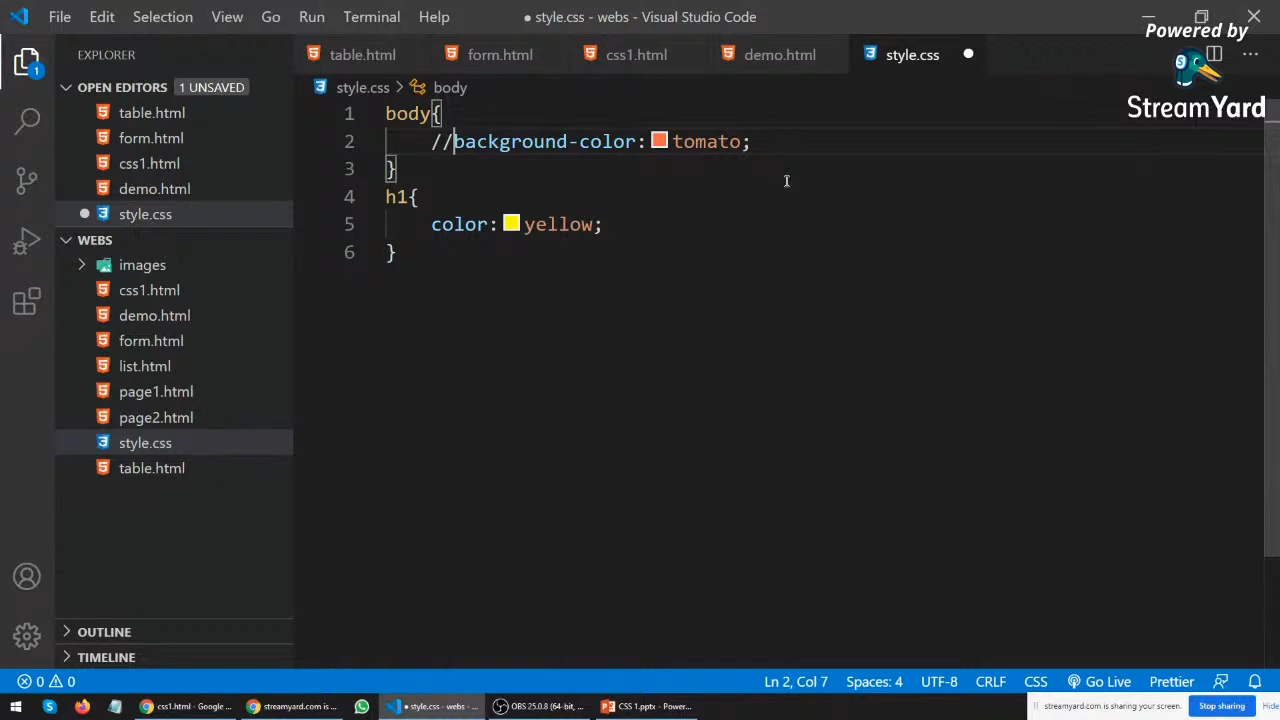 File Edit Selection View Go Run Terminal Help
● style.css - webs - Visual Studio Code
Powered by
StreamYard
EXPLORER
OPEN EDITORS 1 UNSAVED
table.html
form.html
css1.html
demo.html
style.css
WEBS
images
css1.html
demo.html
form.html
list.html
page1.html
page2.html
style.css
table.html
OUTLINE
TIMELINE
1
table.html form.html css1.html demo.html style.css
style.css > body
1 body{
2 //background-color: tomato;
3 }
4 h1{
5 color: yellow;
6 }
0 0 Ln 2, Col 7 Spaces: 4 UTF-8 CRLF CSS Go Live Prettier
css1.html - Google ... streamyard.com is ... ● style.css - webs - ... OBS 25.0.8 (64-bit, ... CSS 1.pptx - Power...
streamyard.com is sharing your screen. Stop sharing Hide